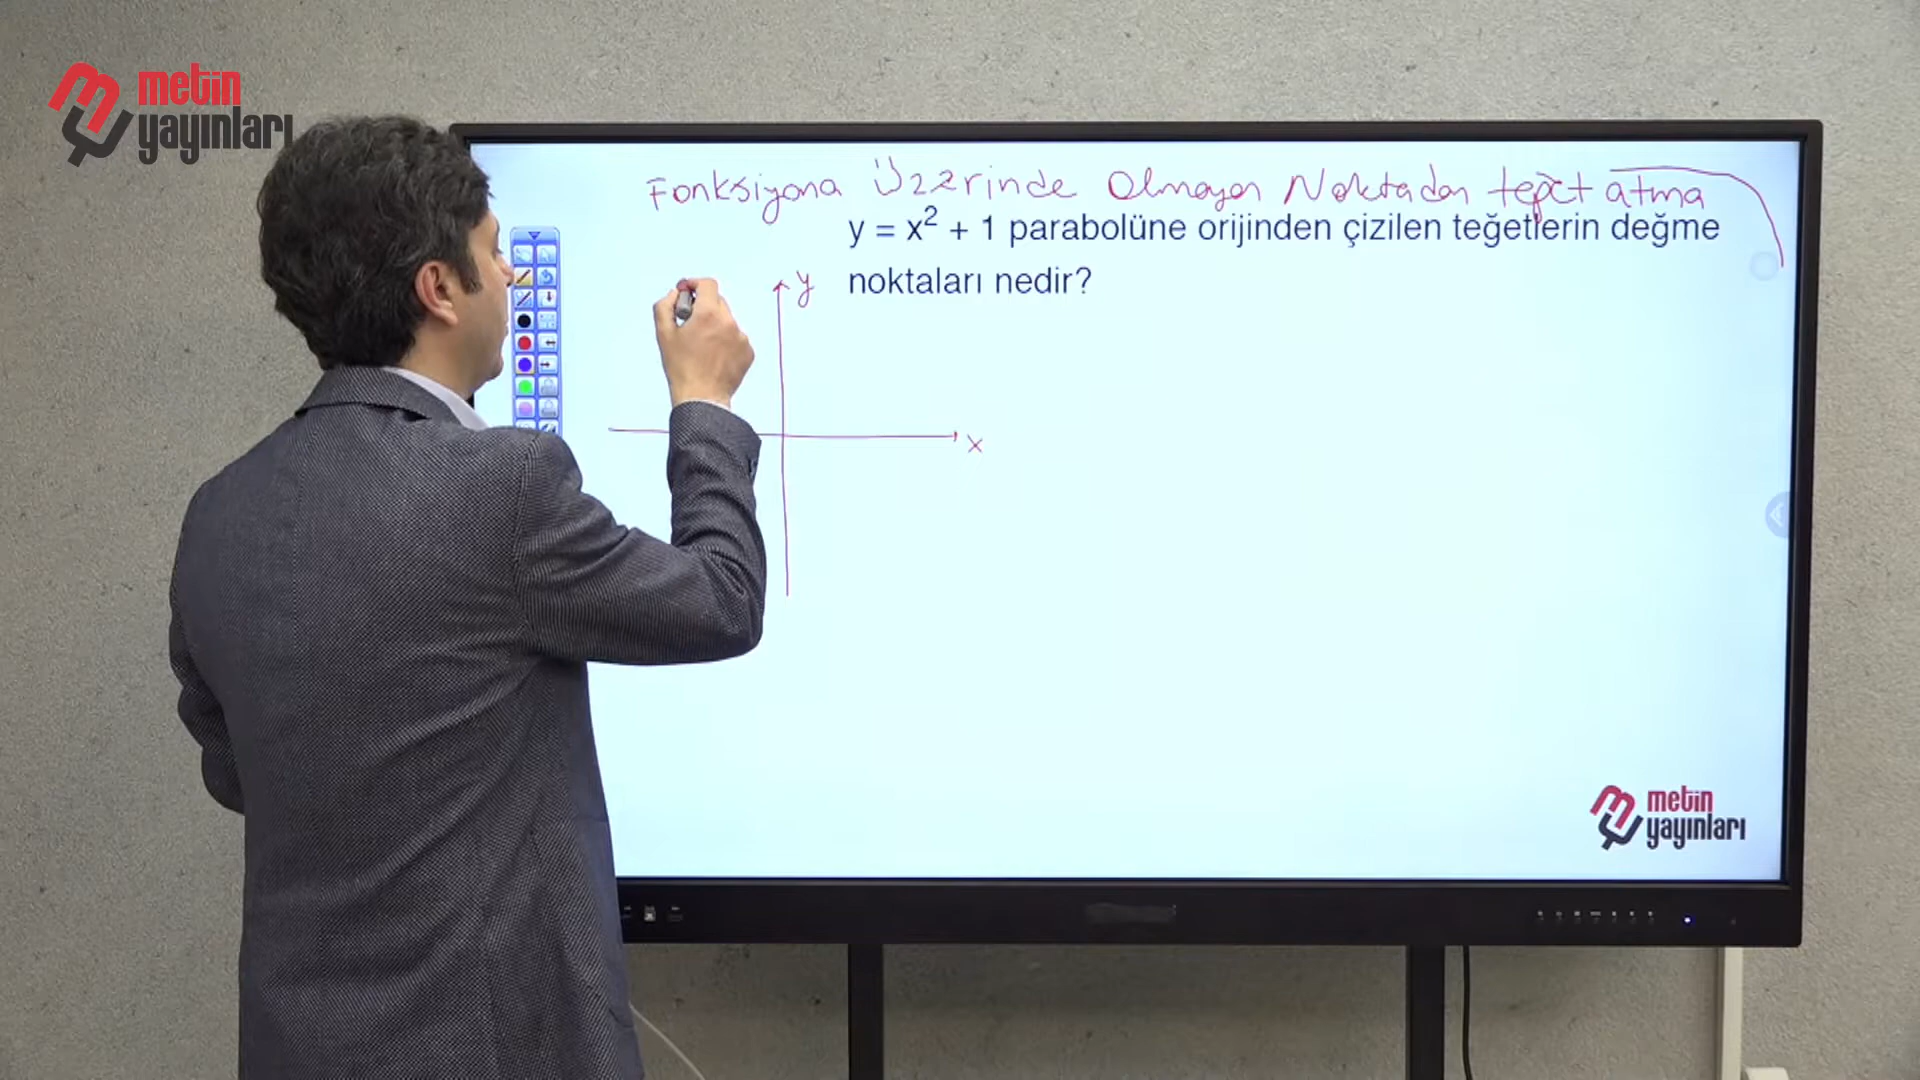 metin
yayınları
Fonksiyona Üzerinde Olmayan Noktadan teğet atma
y = x² + 1 parabolüne orijinden çizilen teğetlerin değme
noktaları nedir?
y
x
metin
yayınları